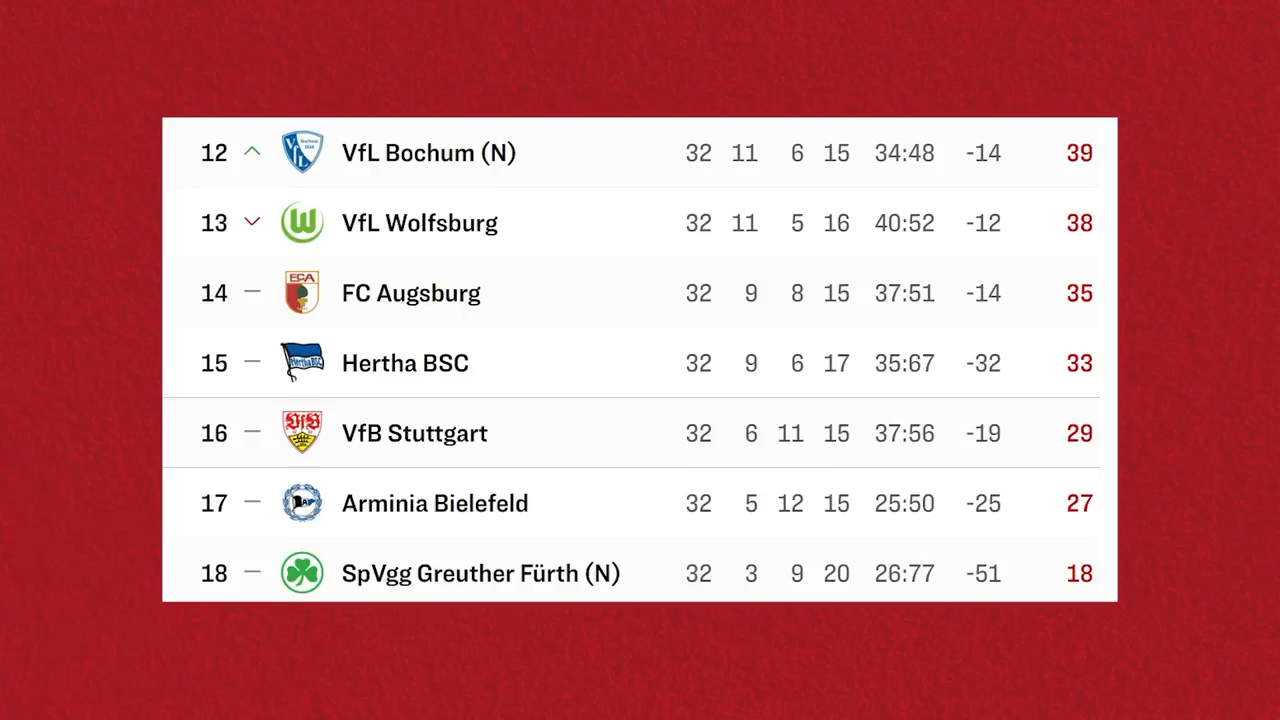 12 VfL Bochum (N) 32 11 6 15 34:48 -14 39
13 VfL Wolfsburg 32 11 5 16 40:52 -12 38
14 FC Augsburg 32 9 8 15 37:51 -14 35
15 Hertha BSC 32 9 6 17 35:67 -32 33
16 VfB Stuttgart 32 6 11 15 37:56 -19 29
17 Arminia Bielefeld 32 5 12 15 25:50 -25 27
18 SpVgg Greuther Fürth (N) 32 3 9 20 26:77 -51 18